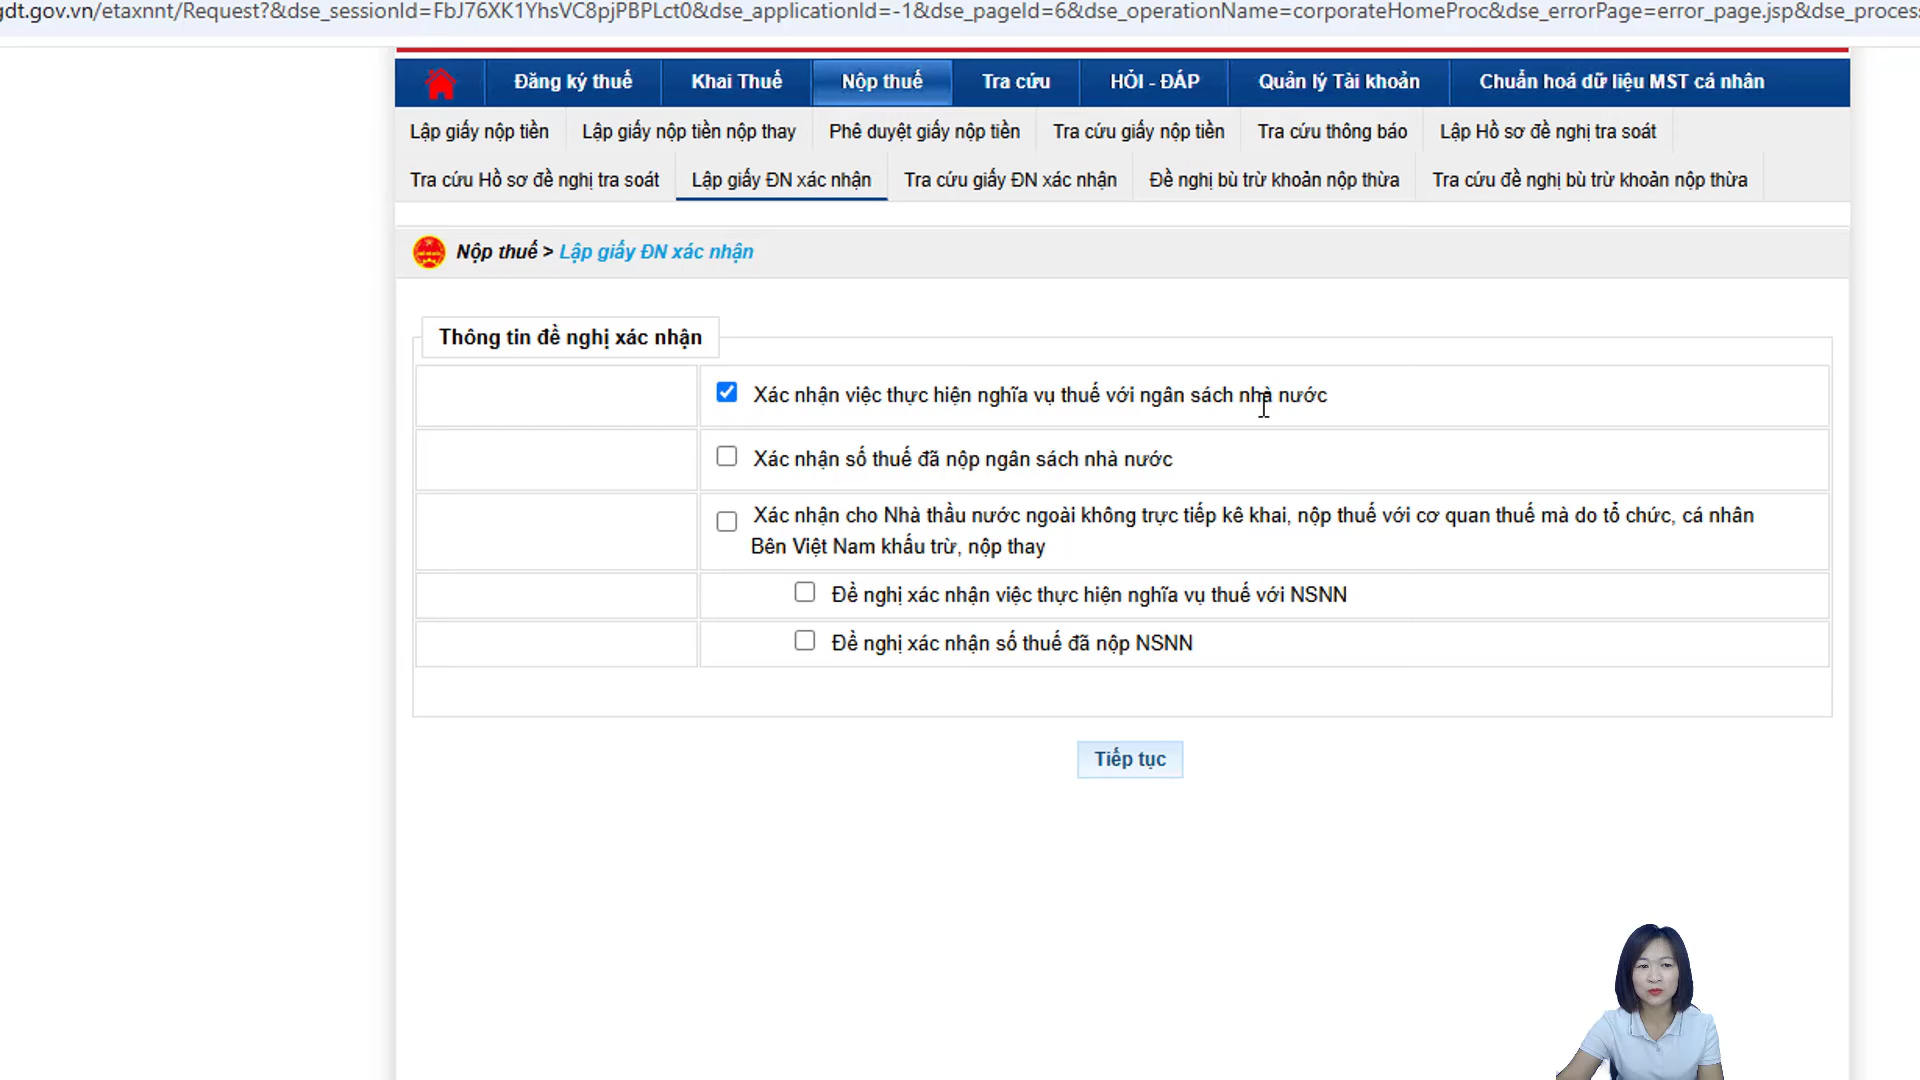 gdt.gov.vn/etaxnnt/Request?&dse_sessionId=FbJ76XK1YhsVC8pjPBPLct0&dse_applicationId=-1&dse_pageId=6&dse_operationName=corporateHomeProc&dse_errorPage=error_page.jsp&dse_proces
Đăng ký thuế Khai Thuế Nộp thuế Tra cứu HỎI - ĐÁP Quản lý Tài khoản Chuẩn hoá dữ liệu MST cá nhân
Lập giấy nộp tiền Lập giấy nộp tiền nộp thay Phê duyệt giấy nộp tiền Tra cứu giấy nộp tiền Tra cứu thông báo Lập Hồ sơ đề nghị tra soát
Tra cứu Hồ sơ đề nghị tra soát Lập giấy ĐN xác nhận Tra cứu giấy ĐN xác nhận Đề nghị bù trừ khoản nộp thừa Tra cứu đề nghị bù trừ khoản nộp thừa
Nộp thuế > Lập giấy ĐN xác nhận
Thông tin đề nghị xác nhận
Xác nhận việc thực hiện nghĩa vụ thuế với ngân sách nhà nước
Xác nhận số thuế đã nộp ngân sách nhà nước
Xác nhận cho Nhà thầu nước ngoài không trực tiếp kê khai, nộp thuế với cơ quan thuế mà do tổ chức, cá nhân
Bên Việt Nam khấu trừ, nộp thay
Đề nghị xác nhận việc thực hiện nghĩa vụ thuế với NSNN
Đề nghị xác nhận số thuế đã nộp NSNN
Tiếp tục